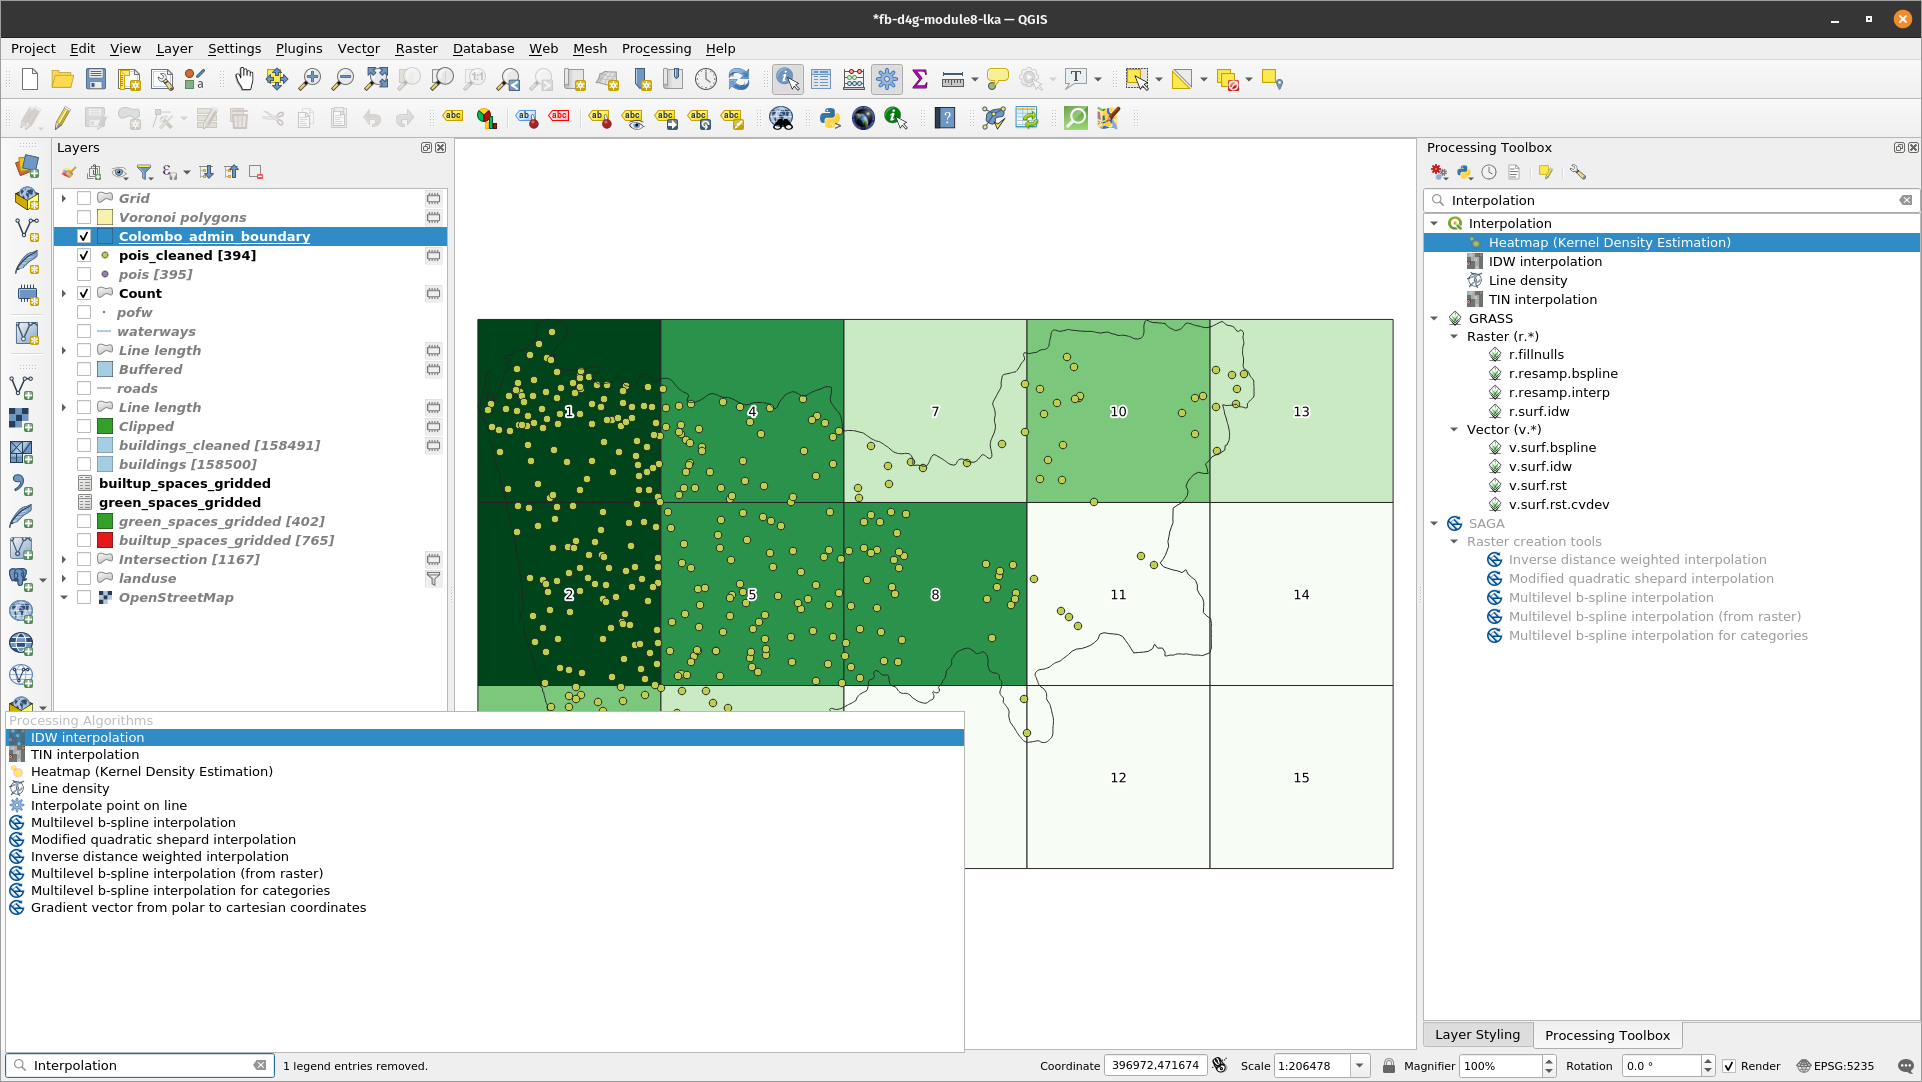 *fb-d4g-module8-lka — QGIS
Project Edit View Layer Settings Plugins Vector Raster Database Web Mesh Processing Help
Layers
Grid
Voronoi polygons
Colombo_admin_boundary
pois_cleaned [394]
pois [395]
Count
pofw
waterways
Line length
Buffered
roads
Line length
Clipped
buildings_cleaned [158491]
buildings [158500]
builtup_spaces_gridded
green_spaces_gridded
green_spaces_gridded [402]
builtup_spaces_gridded [765]
Intersection [1167]
landuse
OpenStreetMap
1 4 7 10 13
2 5 8 11 14
12 15
Processing Algorithms
IDW interpolation
TIN interpolation
Heatmap (Kernel Density Estimation)
Line density
Interpolate point on line
Multilevel b-spline interpolation
Modified quadratic shepard interpolation
Inverse distance weighted interpolation
Multilevel b-spline interpolation (from raster)
Multilevel b-spline interpolation for categories
Gradient vector from polar to cartesian coordinates
Processing Toolbox
Interpolation
Interpolation
Heatmap (Kernel Density Estimation)
IDW interpolation
Line density
TIN interpolation
GRASS
Raster (r.*)
r.fillnulls
r.resamp.bspline
r.resamp.interp
r.surf.idw
Vector (v.*)
v.surf.bspline
v.surf.idw
v.surf.rst
v.surf.rst.cvdev
SAGA
Raster creation tools
Inverse distance weighted interpolation
Modified quadratic shepard interpolation
Multilevel b-spline interpolation
Multilevel b-spline interpolation (from raster)
Multilevel b-spline interpolation for categories
Layer Styling Processing Toolbox
Interpolation 1 legend entries removed. Coordinate 396972,471674 Scale 1:206478 Magnifier 100% Rotation 0.0 ° Render EPSG:5235